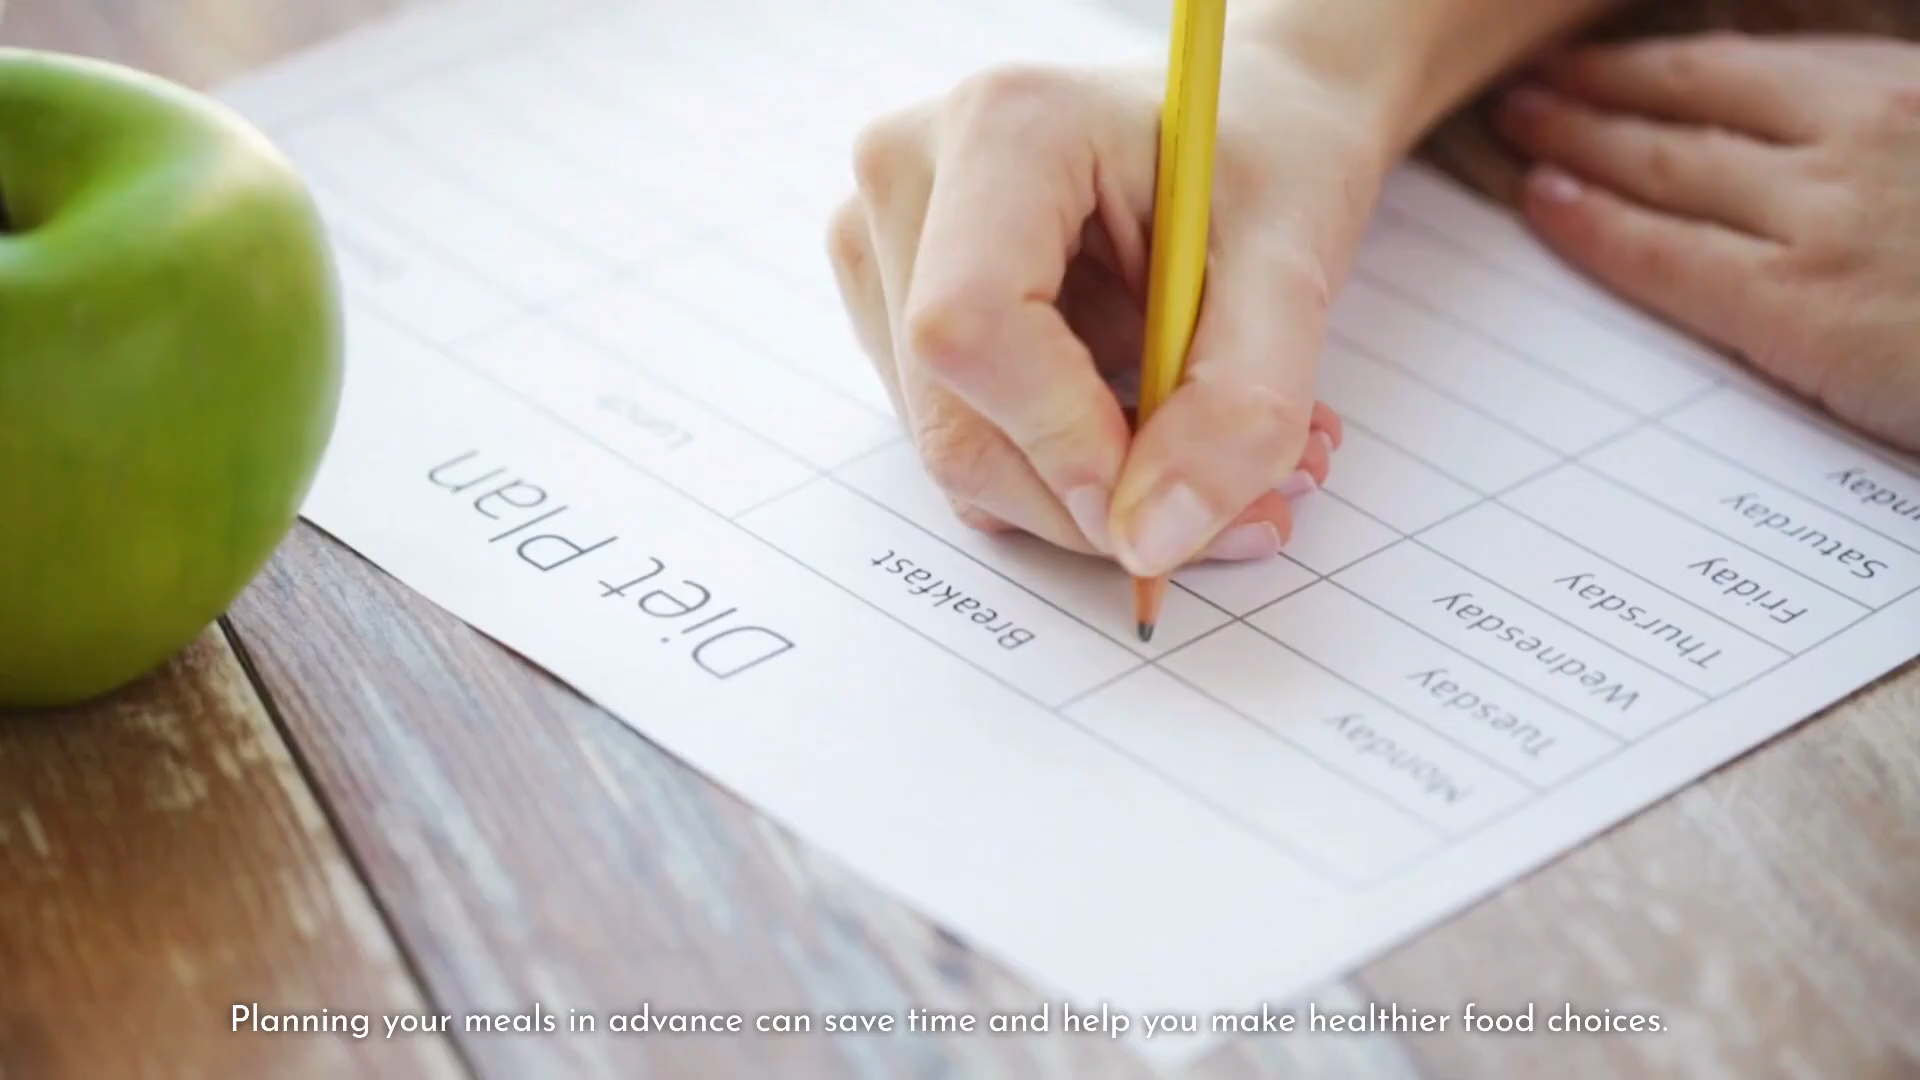 Diet Plan
Breakfast
Lunch
Monday
Tuesday
Wednesday
Thursday
Friday
Saturday
Planning your meals in advance can save time and help you make healthier food choices.